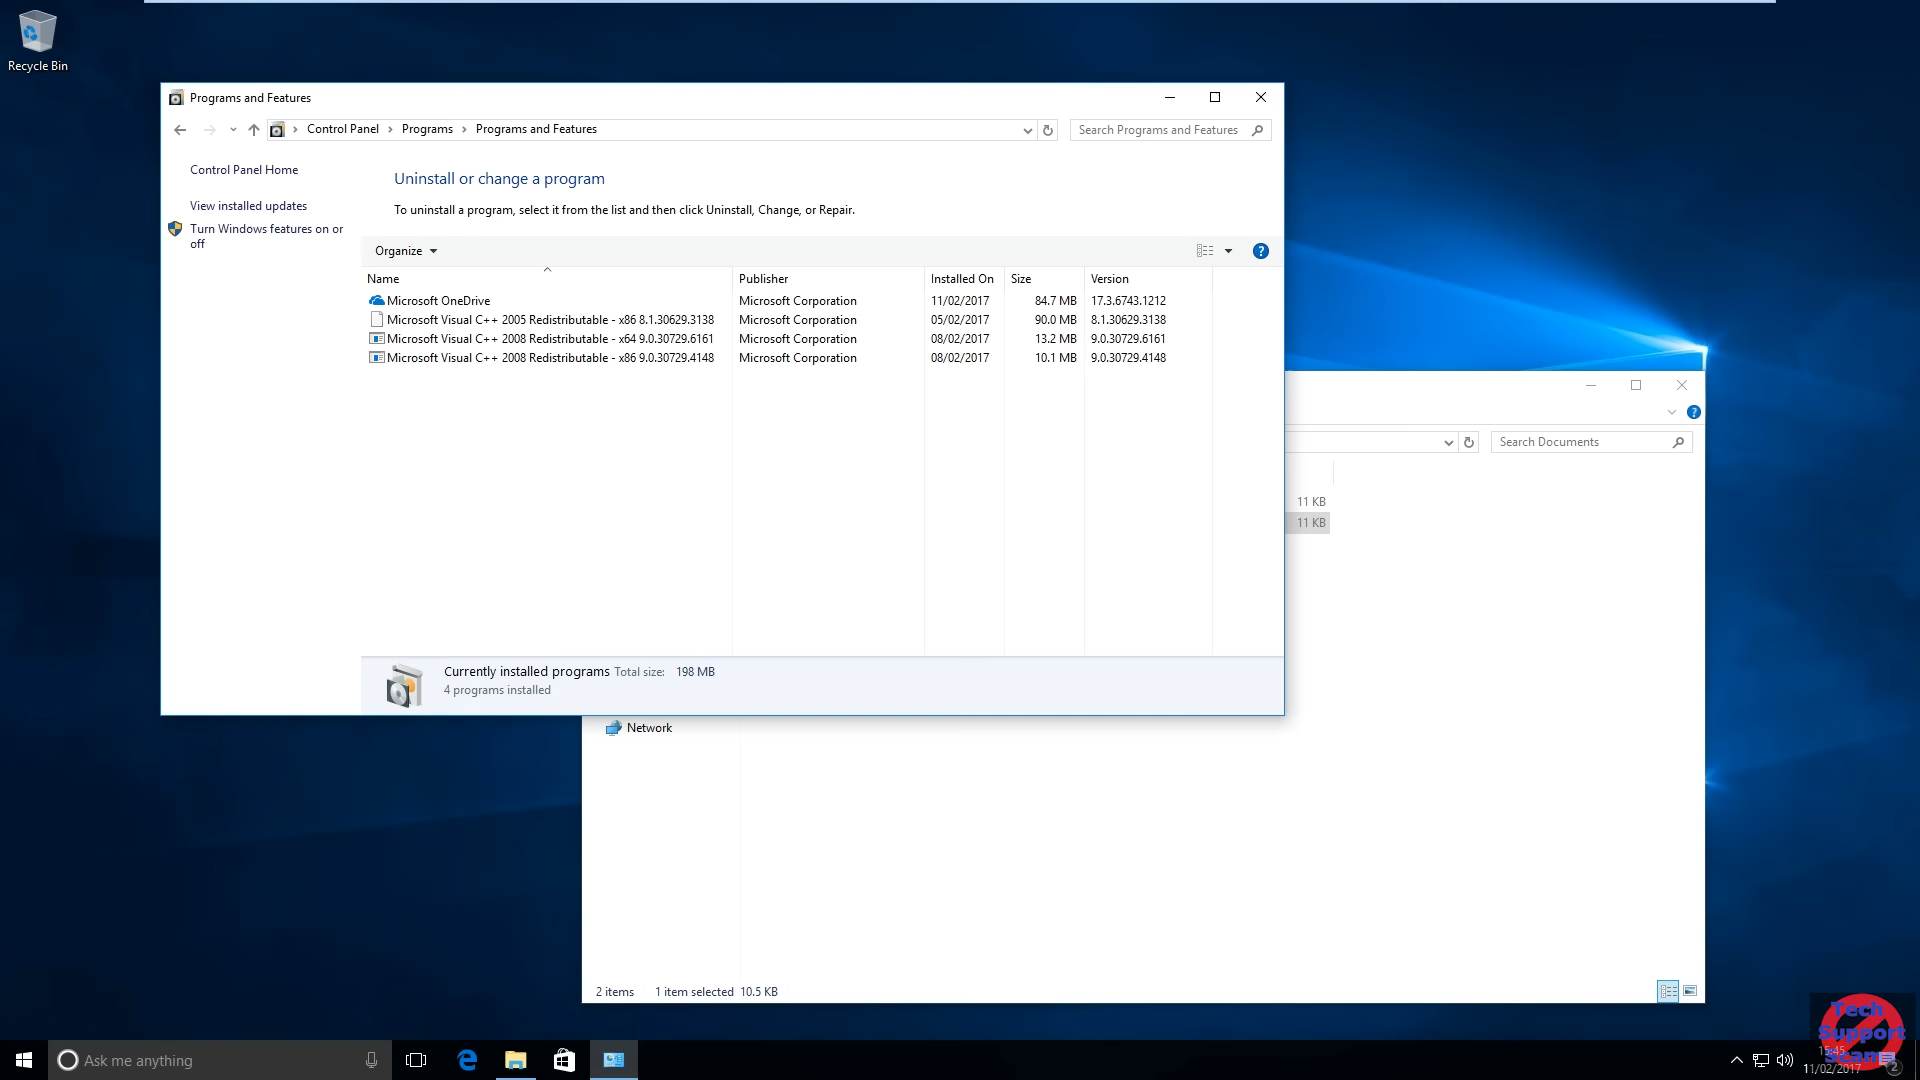 Recycle Bin
Programs and Features
Control Panel
Programs
Programs and Features
Search Programs and Features
Control Panel Home
View installed updates
Turn Windows features on or
off
Uninstall or change a program
To uninstall a program, select it from the list and then click Uninstall, Change, or Repair.
Organize
Name Publisher Installed On Size Version
Microsoft OneDrive Microsoft Corporation 11/02/2017 84.7 MB 17.3.6743.1212
Microsoft Visual C++ 2005 Redistributable - x86 8.1.30629.3138 Microsoft Corporation 05/02/2017 90.0 MB 8.1.30629.3138
Microsoft Visual C++ 2008 Redistributable - x64 9.0.30729.6161 Microsoft Corporation 08/02/2017 13.2 MB 9.0.30729.6161
Microsoft Visual C++ 2008 Redistributable - x86 9.0.30729.4148 Microsoft Corporation 08/02/2017 10.1 MB 9.0.30729.4148
Currently installed programs Total size: 198 MB
4 programs installed
Search Documents
11 KB
11 KB
Network
2 items 1 item selected 10.5 KB
Ask me anything
Tech
Support
Scams
15:45
11/02/2017
2